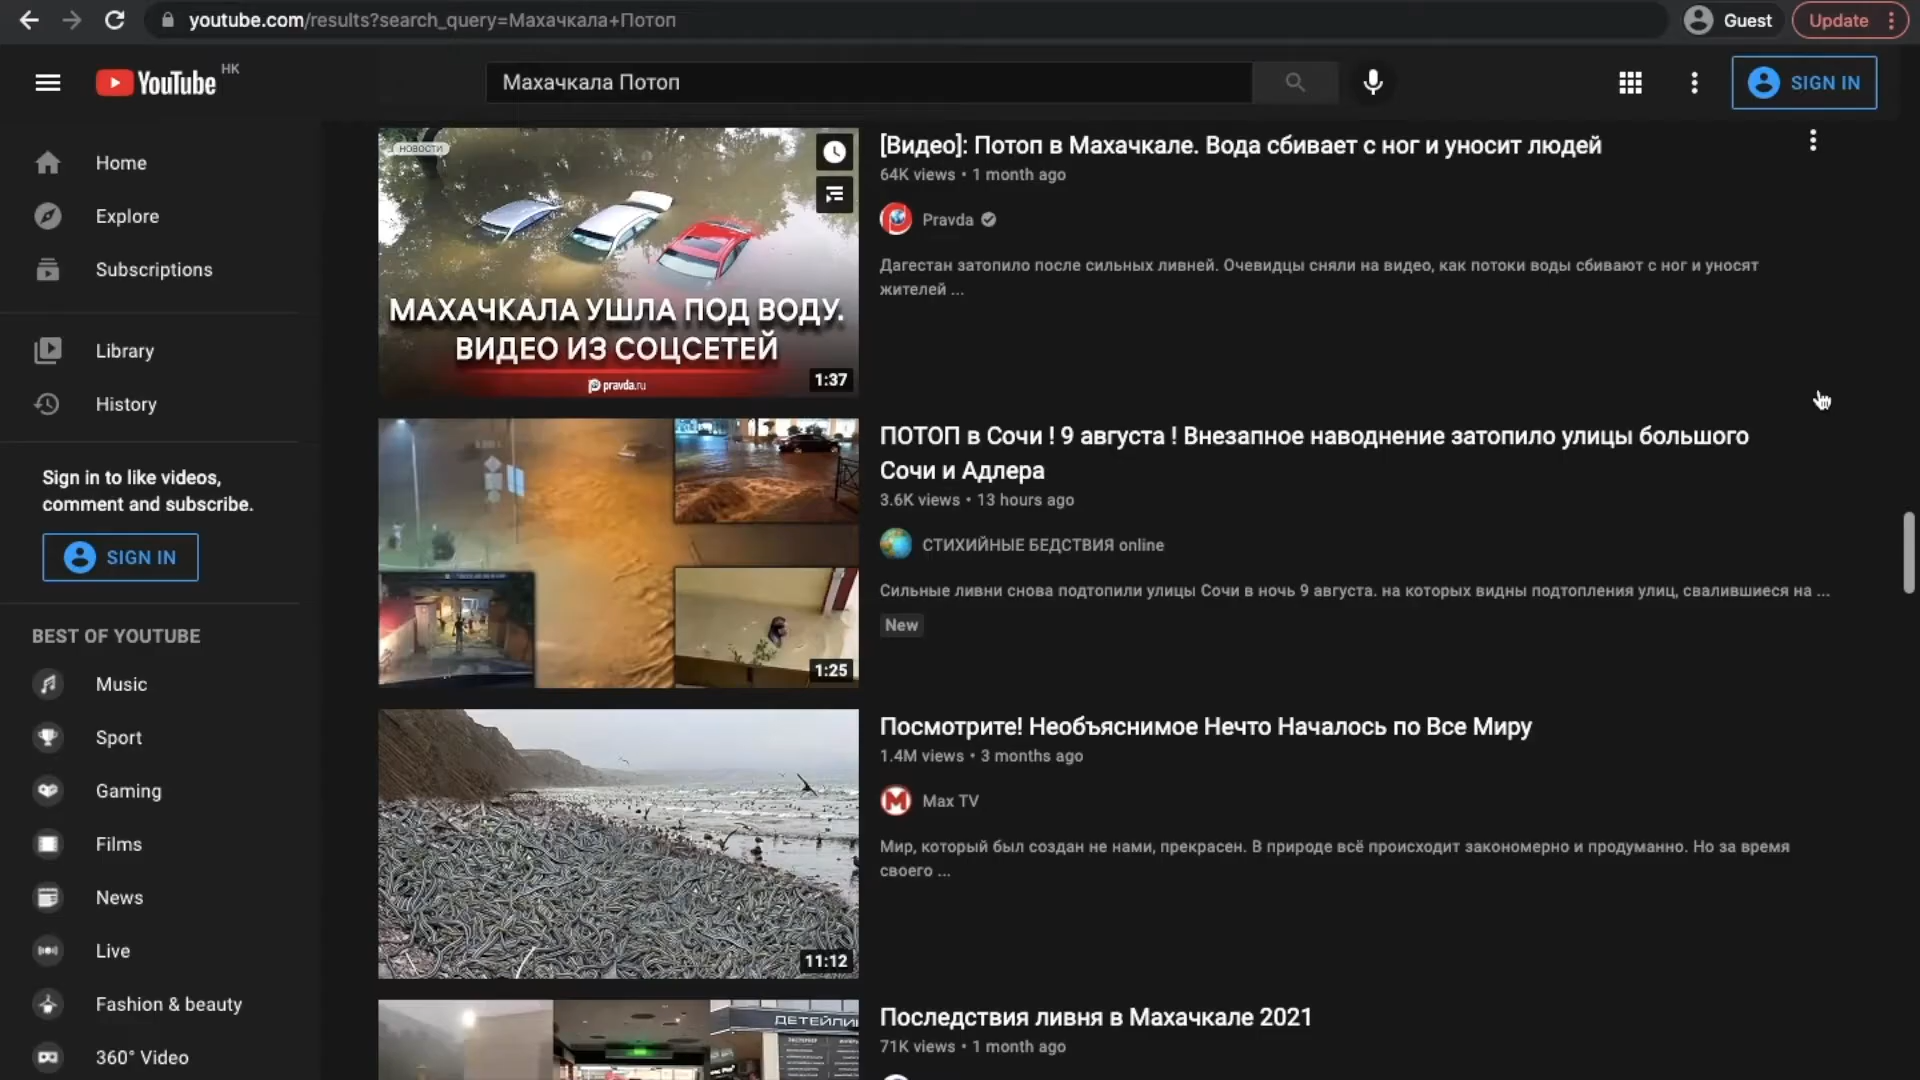 youtube.com/results?search_query=Махачкала+Потоп
Guest
Update
YouTube HK
Махачкала Потоп
SIGN IN
Home
Explore
Subscriptions
Library
History
Sign in to like videos,
comment and subscribe.
SIGN IN
BEST OF YOUTUBE
Music
Sport
Gaming
Films
News
Live
Fashion & beauty
360° Video
НОВОСТИ
МАХАЧКАЛА УШЛА ПОД ВОДУ.
ВИДЕО ИЗ СОЦСЕТЕЙ
pravda.ru
1:37
[Видео]: Потоп в Махачкале. Вода сбивает с ног и уносит людей
64K views • 1 month ago
Pravda
Дагестан затопило после сильных ливней. Очевидцы сняли на видео, как потоки воды сбивают с ног и уносят
жителей ...
1:25
ПОТОП в Сочи ! 9 августа ! Внезапное наводнение затопило улицы большого
Сочи и Адлера
3.6K views • 13 hours ago
СТИХИЙНЫЕ БЕДСТВИЯ online
Сильные ливни снова подтопили улицы Сочи в ночь 9 августа. на которых видны подтопления улиц, свалившиеся на ...
New
11:12
Посмотрите! Необъяснимое Нечто Началось по Все Миру
1.4M views • 3 months ago
Max TV
Мир, который был создан не нами, прекрасен. В природе всё происходит закономерно и продуманно. Но за время
своего ...
ДЕТЕЙЛИ
Последствия ливня в Махачкале 2021
71K views • 1 month ago